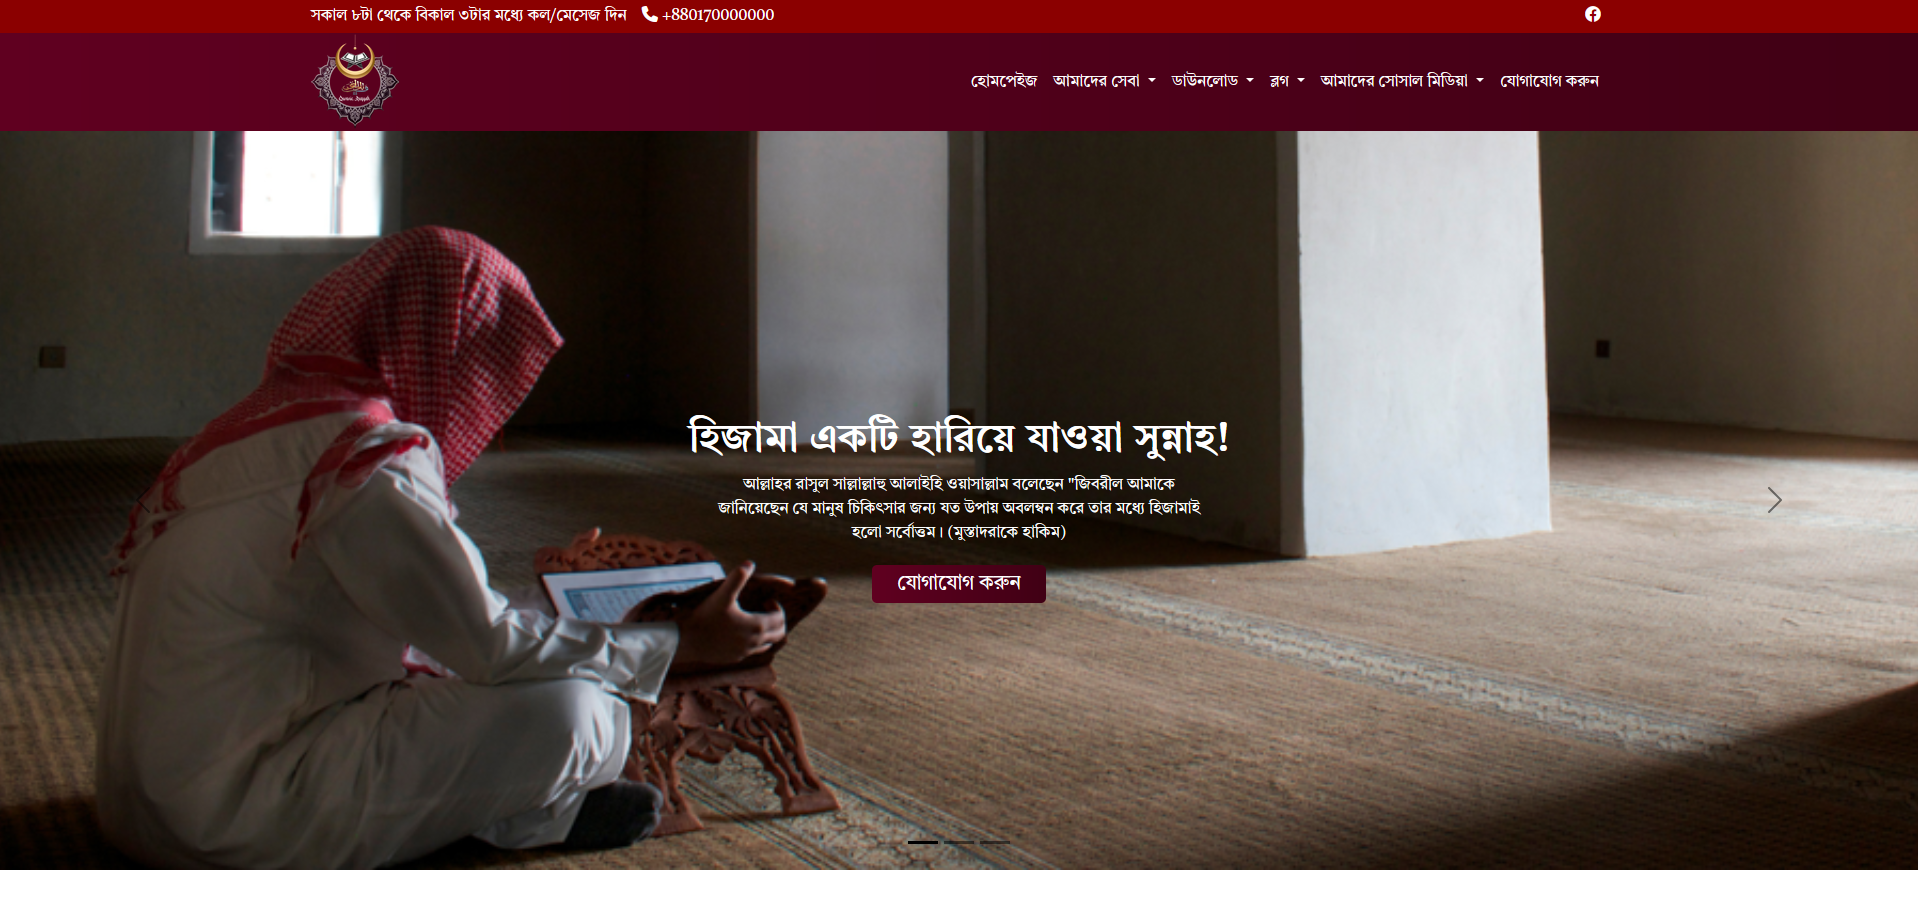 সকাল ৮টা থেকে বিকাল ৩টার মধ্যে কল/মেসেজ দিন +880170000000
হোমপেইজ আমাদের সেবা ডাউনলোড ব্লগ আমাদের সোসাল মিডিয়া যোগাযোগ করুন
হিজামা একটি হারিয়ে যাওয়া সুন্নাহ!
আল্লাহর রাসুল সাল্লাল্লাহু আলাইহি ওয়াসাল্লাম বলেছেন "জিবরীল আমাকে
জানিয়েছেন যে মানুষ চিকিৎসার জন্য যত উপায় অবলম্বন করে তার মধ্যে হিজামাই
হলো সর্বোত্তম। (মুস্তাদরাকে হাকিম)
যোগাযোগ করুন